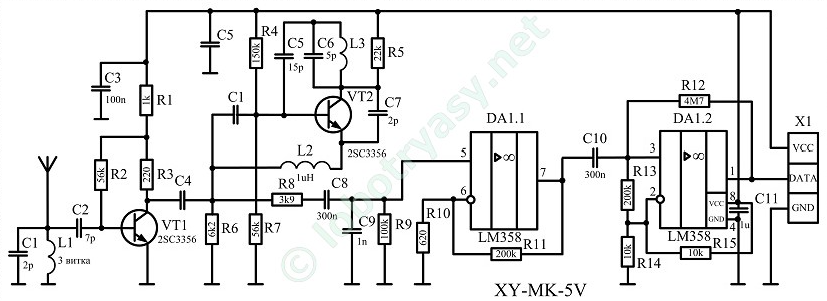 C5
R4
150k
C5
15p
C6
5p
L3
R5
22k
C3
100n
R1
1k
C1
VT2
2SC3356
C7
2p
R2
56k
R3
220
C4
L2
1uH
R8
3k9
C8
300n
C2
7p
VT1
2SC3356
C1
2p
L1
3 витка
R6
6k2
R7
56k
C9
1n
R9
100k
DA1.1
▷∞
5
6
7
LM358
R10
620
R11
200k
C10
300n
R12
4M7
DA1.2
▷∞
3
2
1
8
4
VCC
GND
LM358
R13
200k
R14
10k
R15
10k
C11
1u
X1
VCC
DATA
GND
XY-MK-5V
© lubotryasy.net